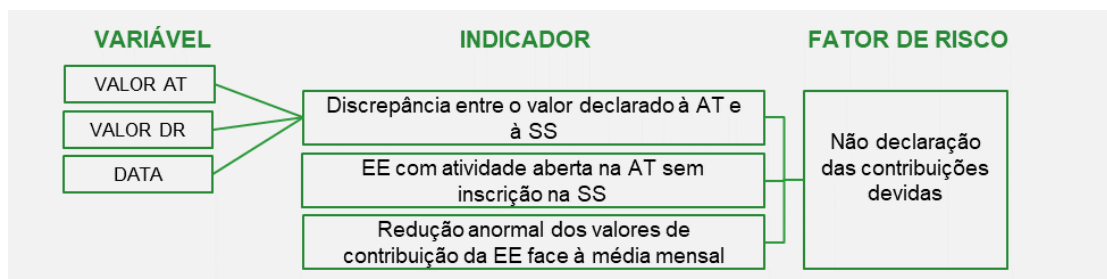 VARIÁVEL
INDICADOR
FATOR DE RISCO
VALOR AT
VALOR DR
DATA
Discrepância entre o valor declarado à AT e
à SS
EE com atividade aberta na AT sem
inscrição na SS
Redução anormal dos valores de
contribuição da EE face à média mensal
Não declaração
das contribuições
devidas